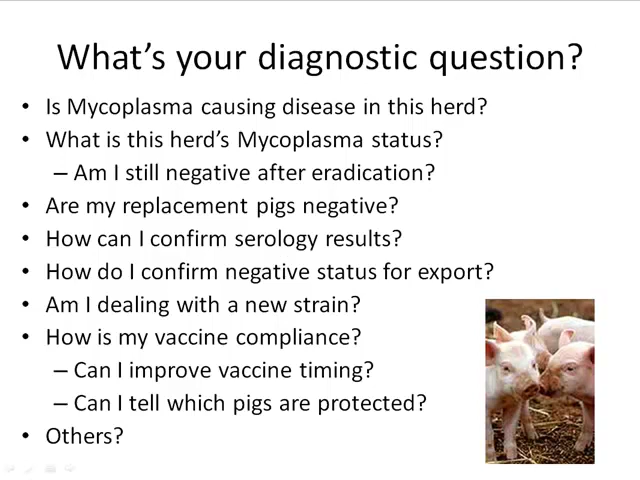 What's your diagnostic question?
• Is Mycoplasma causing disease in this herd?
• What is this herd's Mycoplasma status?
– Am I still negative after eradication?
• Are my replacement pigs negative?
• How can I confirm serology results?
• How do I confirm negative status for export?
• Am I dealing with a new strain?
• How is my vaccine compliance?
– Can I improve vaccine timing?
– Can I tell which pigs are protected?
• Others?